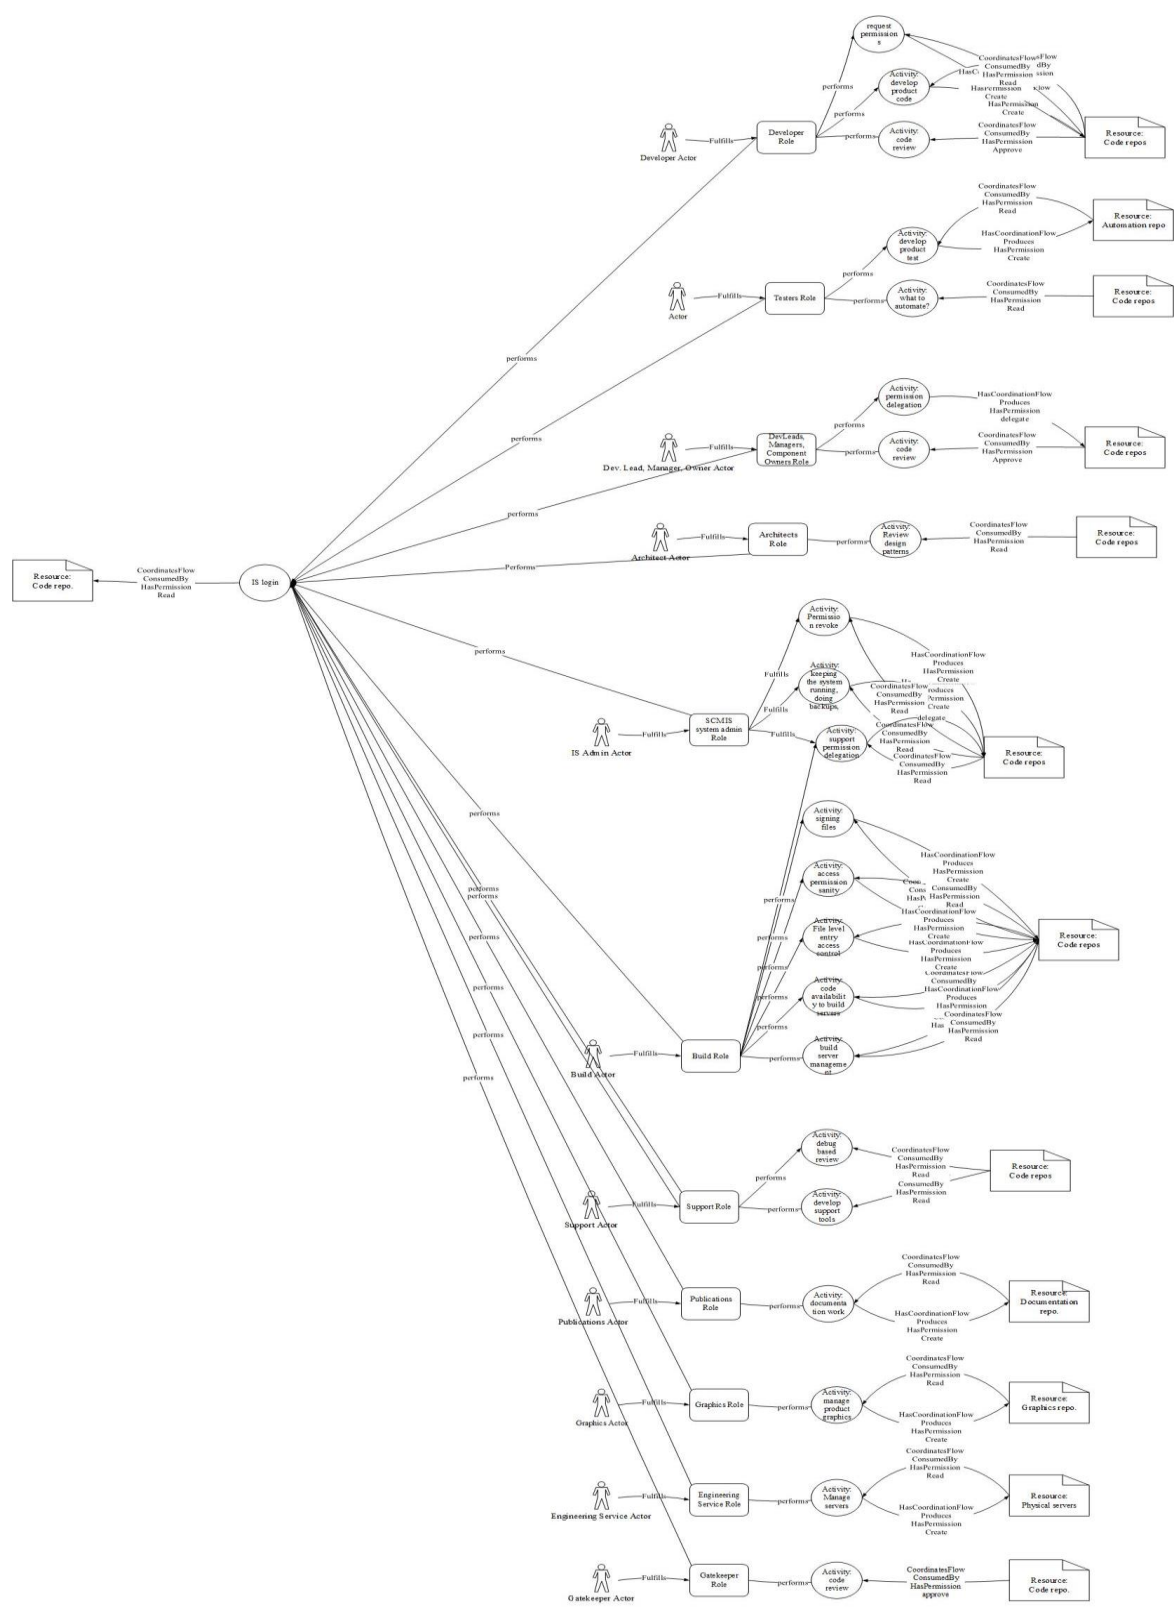 request
permission
s
CoordinatesFlow
ConsumedBy
HasPermission
Read
performs
Activity:
develop
product
code
HasPermission
Create
HasPermission
Create
performs
Developer Actor
Fulfills
Developer
Role
performs
Activity:
code
review
CoordinatesFlow
ConsumedBy
HasPermission
Approve
Resource:
Code repos
CoordinatesFlow
ConsumedBy
HasPermission
Read
Resource:
Automation repo
Activity:
develop
product
test
HasCoordinationFlow
Produces
HasPermission
Create
performs
Actor
Fulfills
Testers Role
performs
Activity:
what to
automate?
CoordinatesFlow
ConsumedBy
HasPermission
Read
Resource:
Code repos
performs
Activity:
permission
delegation
HasCoordinationFlow
Produces
HasPermission
delegate
performs
performs
Dev. Lead, Manager, Owner Actor
Fulfills
DevLeads,
Managers,
Component
Owners Role
performs
Activity:
code
review
CoordinatesFlow
ConsumedBy
HasPermission
Approve
Resource:
Code repos
performs
Architect Actor
Fulfills
Architects
Role
performs
Activity:
Review
design
patterns
CoordinatesFlow
ConsumedBy
HasPermission
Read
Resource:
Code repos
Performs
Resource:
Code repo.
CoordinatesFlow
ConsumedBy
HasPermission
Read
IS login
performs
Activity:
Permissio
n revoke
HasCoordinationFlow
Produces
HasPermission
Create
Fulfills
Activity:
keeping
the system
running,
doing
backups,
CoordinatesFlow
ConsumedBy
HasPermission
Read
Fulfills
IS Admin Actor
Fulfills
SCMIS
system admin
Role
Fulfills
Activity:
support
permission
delegation
delegate
CoordinatesFlow
ConsumedBy
HasPermission
Read
CoordinatesFlow
ConsumedBy
HasPermission
Read
Resource:
Code repos
performs
Activity:
signing
files
HasCoordinationFlow
Produces
HasPermission
Create
Activity:
access
permission
sanity
ConsumedBy
HasPermission
Read
performs
performs
performs
Activity:
File level
entry
access
control
HasCoordinationFlow
Produces
HasPermission
Create
HasCoordinationFlow
Produces
HasPermission
Create
Resource:
Code repos
performs
performs
performs
performs
Activity:
code
availabilit
y to build
servers
CoordinatesFlow
ConsumedBy
HasCoordinationFlow
Produces
HasPermission
CoordinatesFlow
ConsumedBy
HasPermission
Read
performs
performs
performs
Build Actor
Fulfills
Build Role
performs
Activity:
build
server
manageme
nt
performs
Activity:
debug
based
review
CoordinatesFlow
ConsumedBy
HasPermission
Read
Resource:
Code repos
performs
Support Actor
Fulfills
Support Role
performs
Activity:
develop
support
tools
ConsumedBy
HasPermission
Read
CoordinatesFlow
ConsumedBy
HasPermission
Read
Publications Actor
Fulfills
Publications
Role
performs
Activity:
documenta
tion work
HasCoordinationFlow
Produces
HasPermission
Create
Resource:
Documentation
repo.
CoordinatesFlow
ConsumedBy
HasPermission
Read
Graphics Actor
Fulfills
Graphics Role
performs
Activity:
manage
product
graphics
HasCoordinationFlow
Produces
HasPermission
Create
Resource:
Graphics repo.
CoordinatesFlow
ConsumedBy
HasPermission
Read
Engineering Service Actor
Fulfills
Engineering
Service Role
performs
Activity:
Manage
servers
HasCoordinationFlow
Produces
HasPermission
Create
Resource:
Physical servers
Gatekeeper Actor
Fulfills
Gatekeeper
Role
performs
Activity:
code
review
CoordinatesFlow
ConsumedBy
HasPermission
approve
Resource:
Code repo.